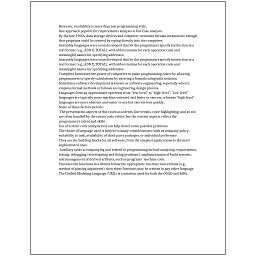 However, readability is more than just programming style.
One approach popular for requirements analysis is Use Case analysis.
By the late 1960s, data storage devices and computer terminals became inexpensive enough
that programs could be created by typing directly into the computers.
Assembly languages were soon developed that let the programmer specify instruction in a
text format (e.g., ADD X, TOTAL), with abbreviations for each operation code and
meaningful names for specifying addresses.
Assembly languages were soon developed that let the programmer specify instruction in a
text format (e.g., ADD X, TOTAL), with abbreviations for each operation code and
meaningful names for specifying addresses.
Compilers harnessed the power of computers to make programming easier by allowing
programmers to specify calculations by entering a formula using infix notation.
Sometimes software development is known as software engineering, especially when it
employs formal methods or follows an engineering design process.
Languages form an approximate spectrum from "low-level" to "high-level"; "low-level"
languages are typically more machine-oriented and faster to execute, whereas "high-level"
languages are more abstract and easier to use but execute less quickly.
Some of these factors include:
The presentation aspects of this (such as indents, line breaks, color highlighting, and so on)
are often handled by the source code editor, but the content aspects reflect the
programmer's talent and skills.
Use of a static code analysis tool can help detect some possible problems.
The choice of language used is subject to many considerations, such as company policy,
suitability to task, availability of third-party packages, or individual preference.
They are the building blocks for all software, from the simplest applications to the most
sophisticated ones.
Auxiliary tasks accompanying and related to programming include analyzing requirements,
testing, debugging (investigating and fixing problems), implementation of build systems,
and management of derived artifacts, such as programs' machine code.
Provided the functions in a library follow the appropriate run-time conventions (e.g.,
method of passing arguments), then these functions may be written in any other language.
The Unified Modeling Language (UML) is a notation used for both the OOAD and MDA.